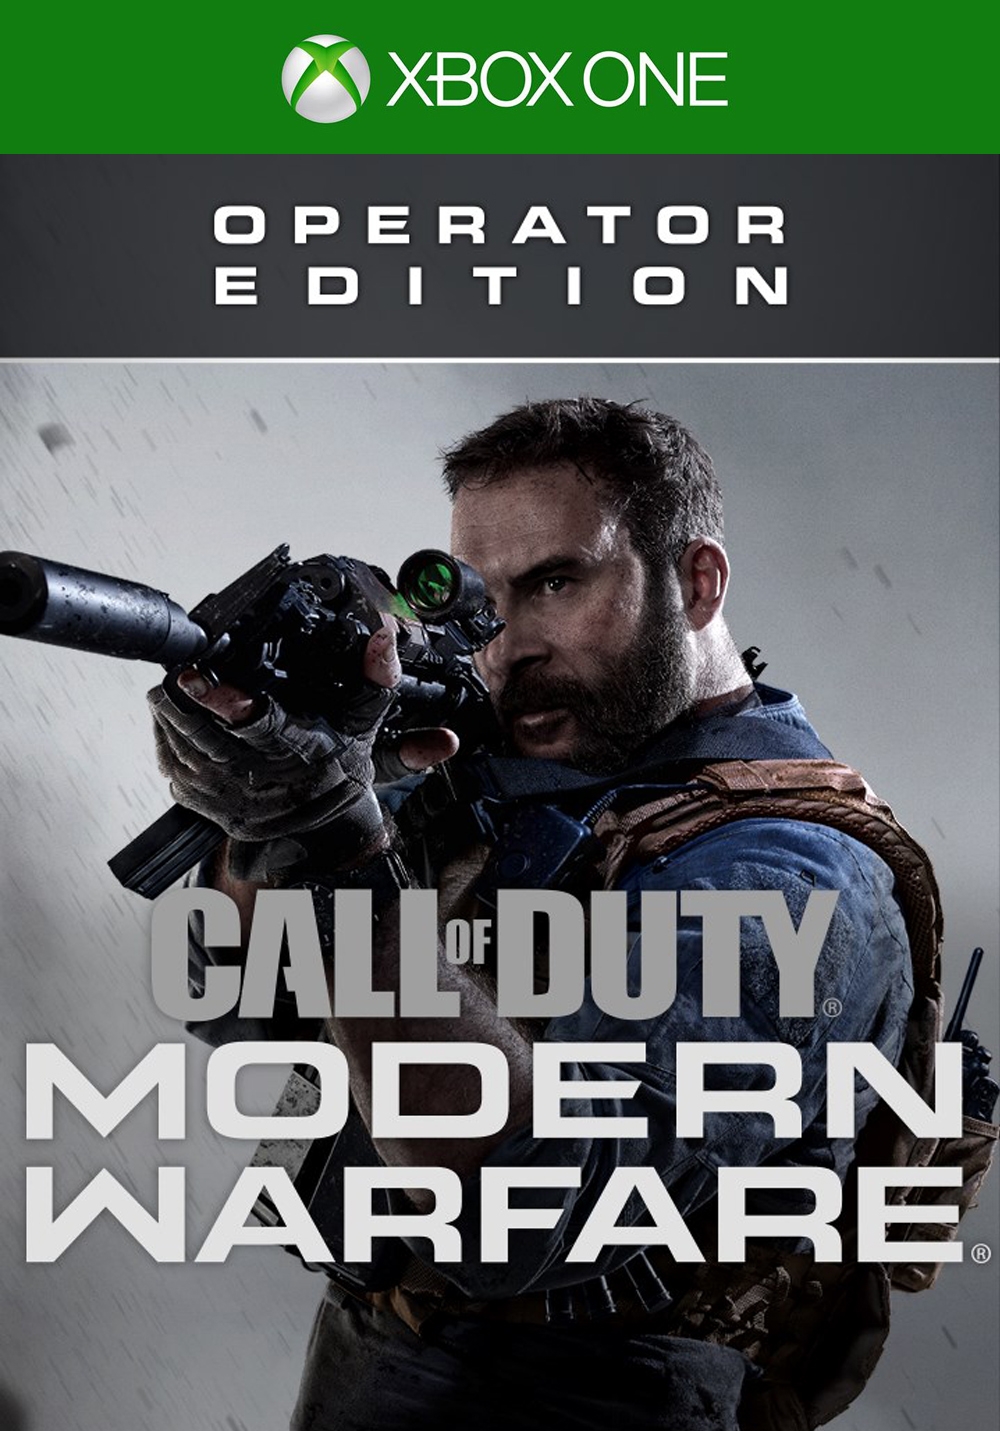 XBOX ONE
OPERATOR
EDITION
CALL OF DUTY®
MODERN
WARFARE®